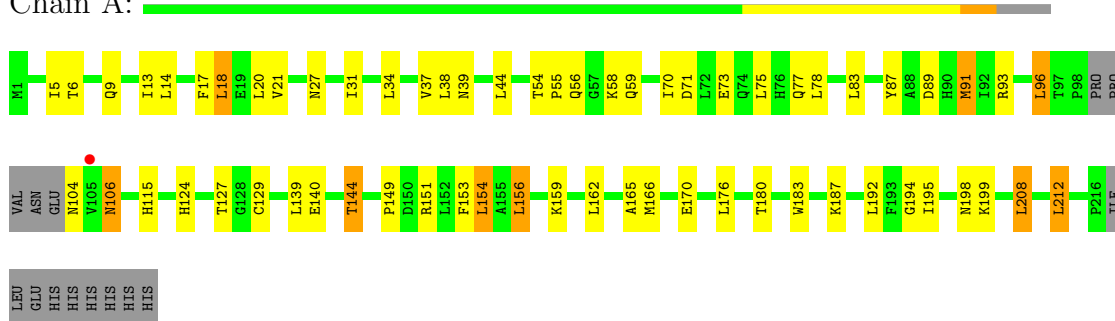 Chain A:
M1 I5 T6 Q9 I13 L14 F17 L18 E19 L20 V21 N27 I31 L34 V37 L38 N39 L44 T54 P55 Q56 G57 K58 Q59 I70 D71 L72 E73 Q74 L75 H76 Q77 L78 L83 Y87 A88 D89 H90 M91 I92 R93 L96 T97 P98 PRO PRO
VAL ASN GLU N104 V105 N106 H115 H124 T127 G128 C129 L139 E140 T144 P149 D150 R151 L152 F153 L154 A155 L156 K159 L162 A165 M166 E170 L176 T180 W183 K187 L192 F193 G194 I195 N198 K199 L208 L212 P216 ILE
LEU GLU HIS HIS HIS HIS HIS HIS